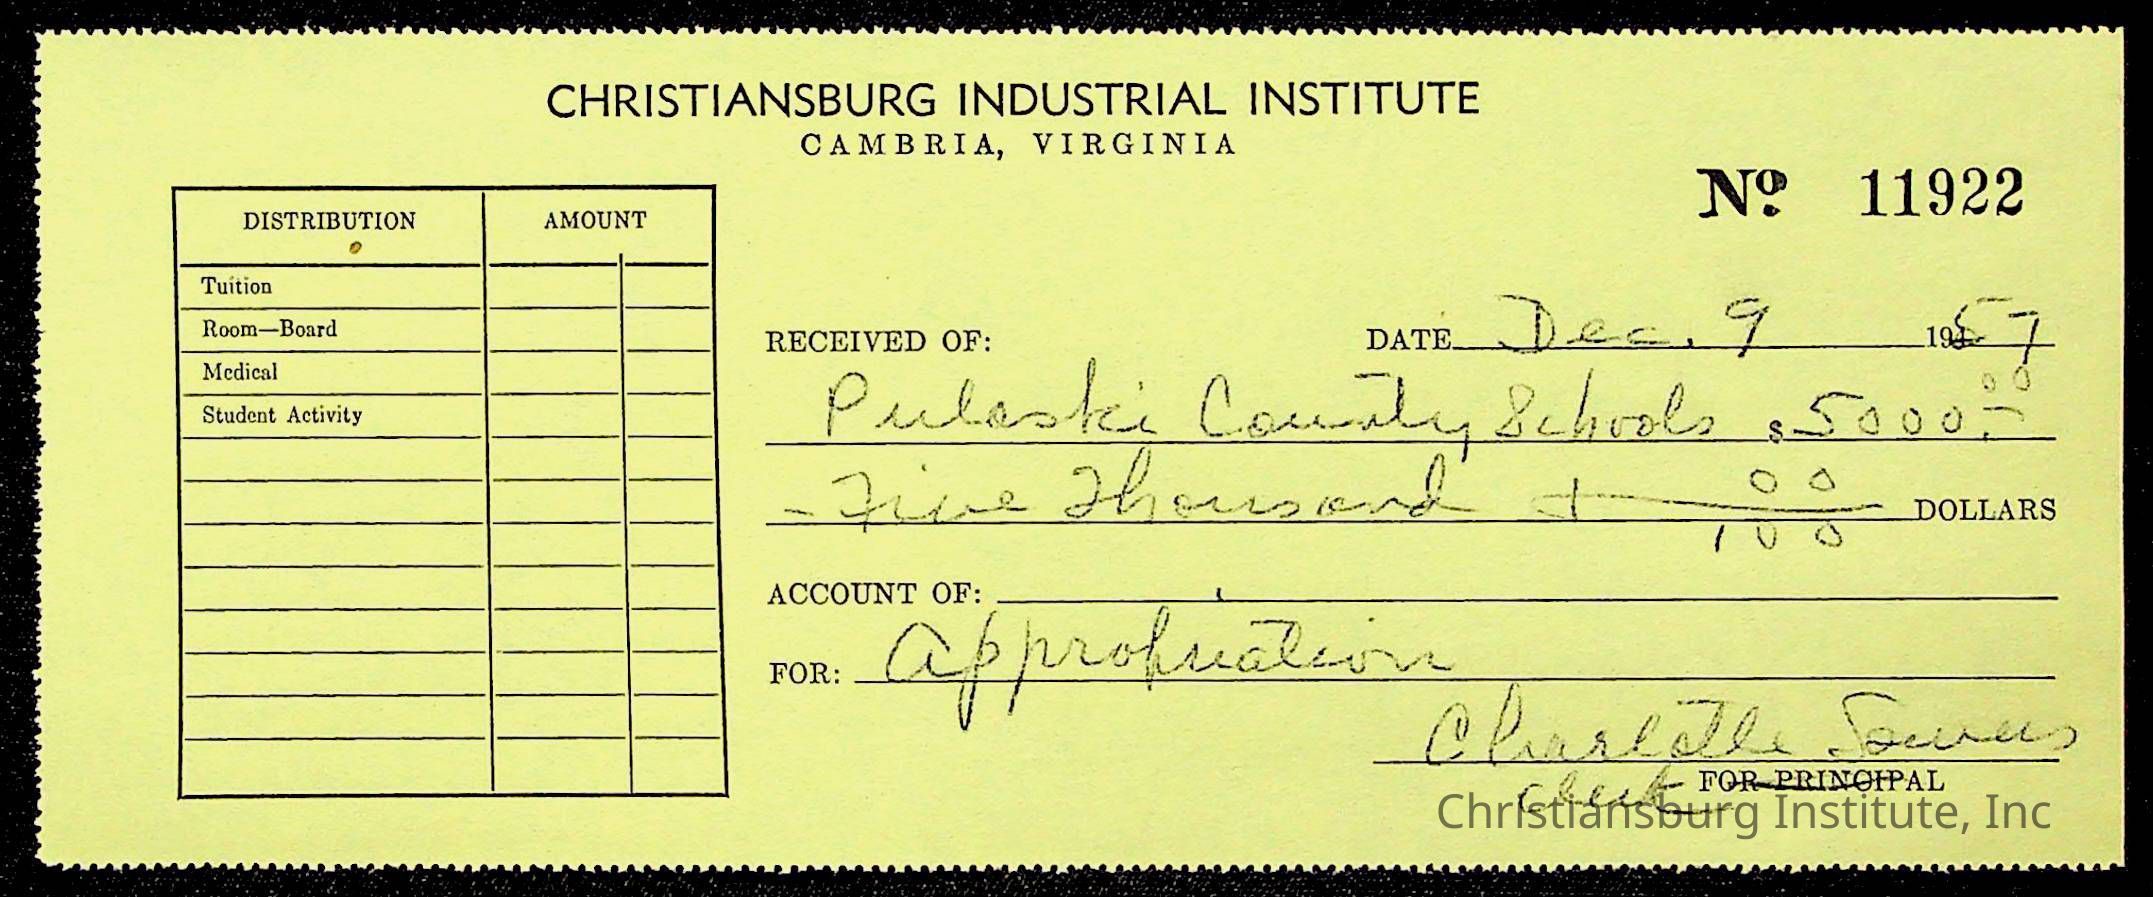 CHRISTIANSBURG INDUSTRIAL INSTITUTE
CAMBRIA, VIRGINIA
Nº 11922
DISTRIBUTION AMOUNT
Tuition
Room—Board
Medical
Student Activity
RECEIVED OF: DATE Dec. 9 1957
Pulaski County Schools $ 5000.00
- Five Thousand + 00/100 DOLLARS
ACCOUNT OF:
FOR: Appropriation
Charlotte Sowers
Clerk FOR PRINCIPAL
Christiansburg Institute, Inc